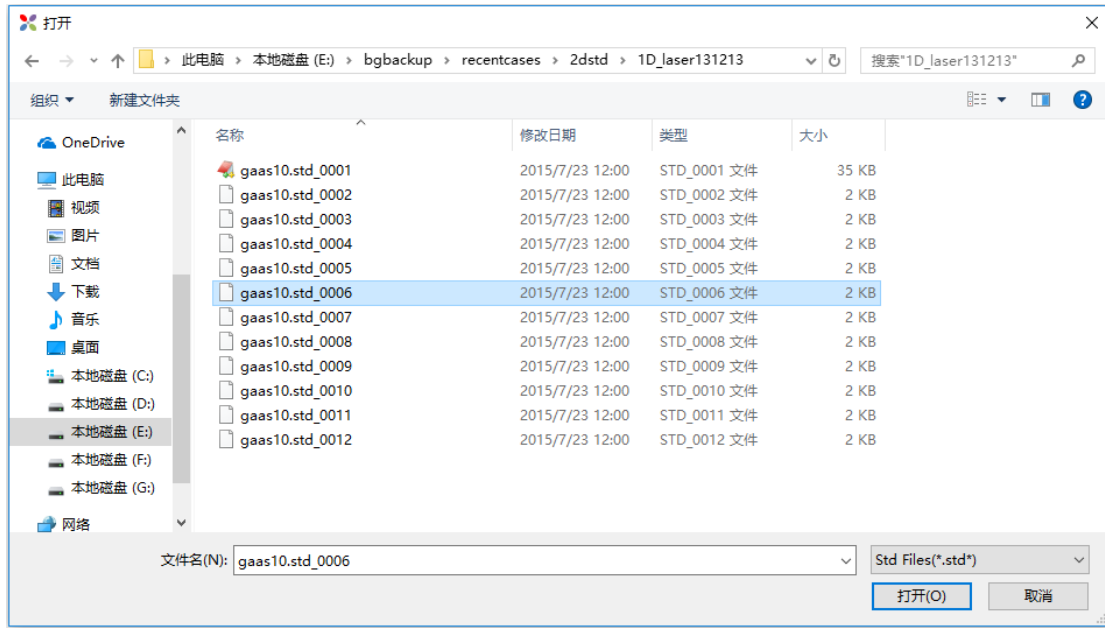 打开
此电脑 › 本地磁盘 (E:) › bgbackup › recentcases › 2dstd › 1D_laser131213
搜索"1D_laser131213"
组织 新建文件夹
OneDrive
此电脑
视频
图片
文档
下载
音乐
桌面
本地磁盘 (C:)
本地磁盘 (D:)
本地磁盘 (E:)
本地磁盘 (F:)
本地磁盘 (G:)
网络
名称 修改日期 类型 大小
gaas10.std_0001 2015/7/23 12:00 STD_0001 文件 35 KB
gaas10.std_0002 2015/7/23 12:00 STD_0002 文件 2 KB
gaas10.std_0003 2015/7/23 12:00 STD_0003 文件 2 KB
gaas10.std_0004 2015/7/23 12:00 STD_0004 文件 2 KB
gaas10.std_0005 2015/7/23 12:00 STD_0005 文件 2 KB
gaas10.std_0006 2015/7/23 12:00 STD_0006 文件 2 KB
gaas10.std_0007 2015/7/23 12:00 STD_0007 文件 2 KB
gaas10.std_0008 2015/7/23 12:00 STD_0008 文件 2 KB
gaas10.std_0009 2015/7/23 12:00 STD_0009 文件 2 KB
gaas10.std_0010 2015/7/23 12:00 STD_0010 文件 2 KB
gaas10.std_0011 2015/7/23 12:00 STD_0011 文件 2 KB
gaas10.std_0012 2015/7/23 12:00 STD_0012 文件 2 KB
文件名(N): gaas10.std_0006 Std Files(*.std*)
打开(O) 取消